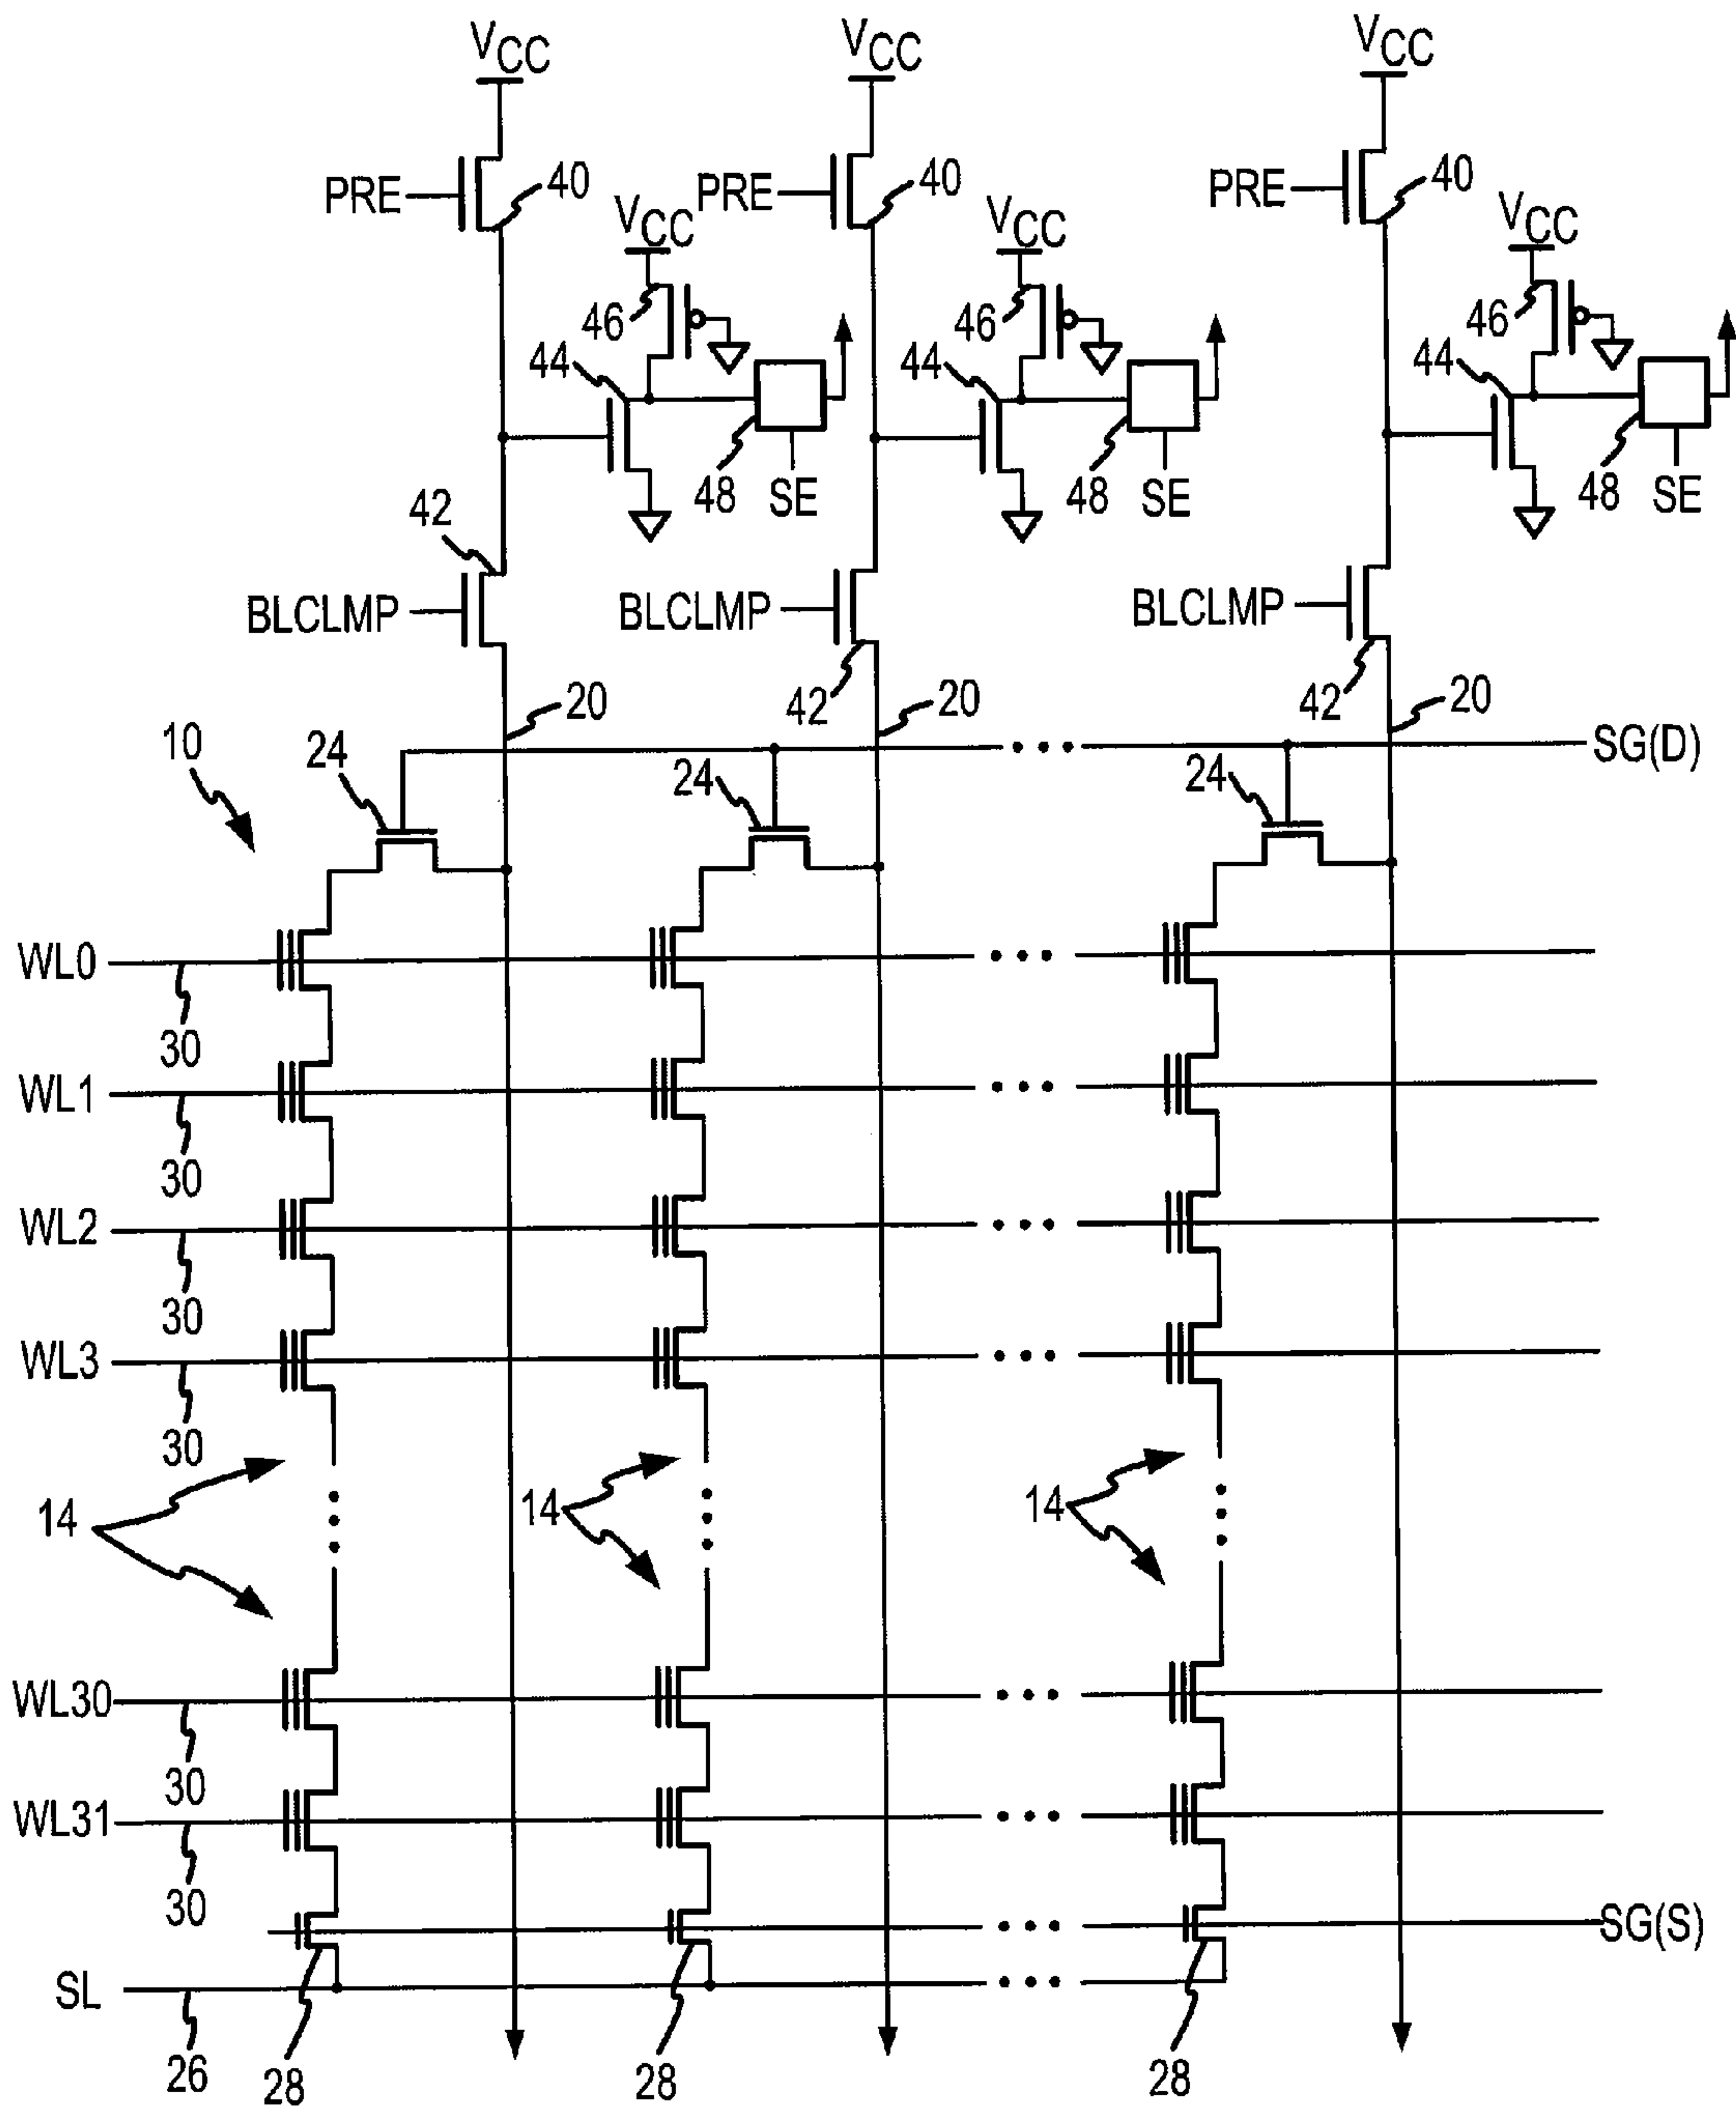 VCC VCC VCC
PRE 40 PRE 40 PRE 40
VCC VCC VCC
46 46 46
44 44 44
48 SE 48 SE 48 SE
42
BLCLMP BLCLMP BLCLMP
20 42 20 42 20
10 24 24 24 SG(D)
WL0
30
WL1
30
WL2
30
WL3
30
14 14 14
WL30
30
WL31
30 SG(S)
SL
26 28 28 28